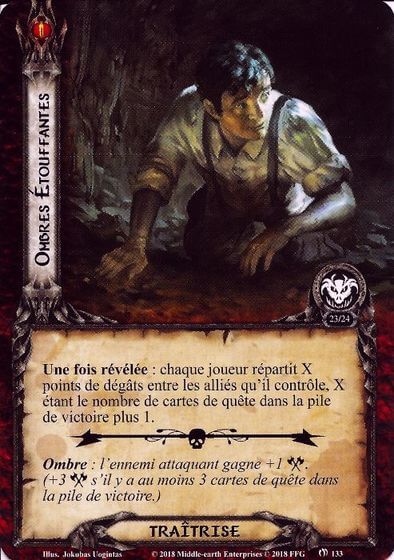 OMBRES ÉTOUFFANTES
23/24
Une fois révélée : chaque joueur répartit X
points de dégâts entre les alliés qu'il contrôle, X
étant le nombre de cartes de quête dans la pile
de victoire plus 1.
Ombre : l'ennemi attaquant gagne +1.
(+3 s'il y a au moins 3 cartes de quête dans
la pile de victoire.)
TRAÎTRISE
Illus. Jokubas Uogintas © 2018 Middle-earth Enterprises © 2018 FFG 133